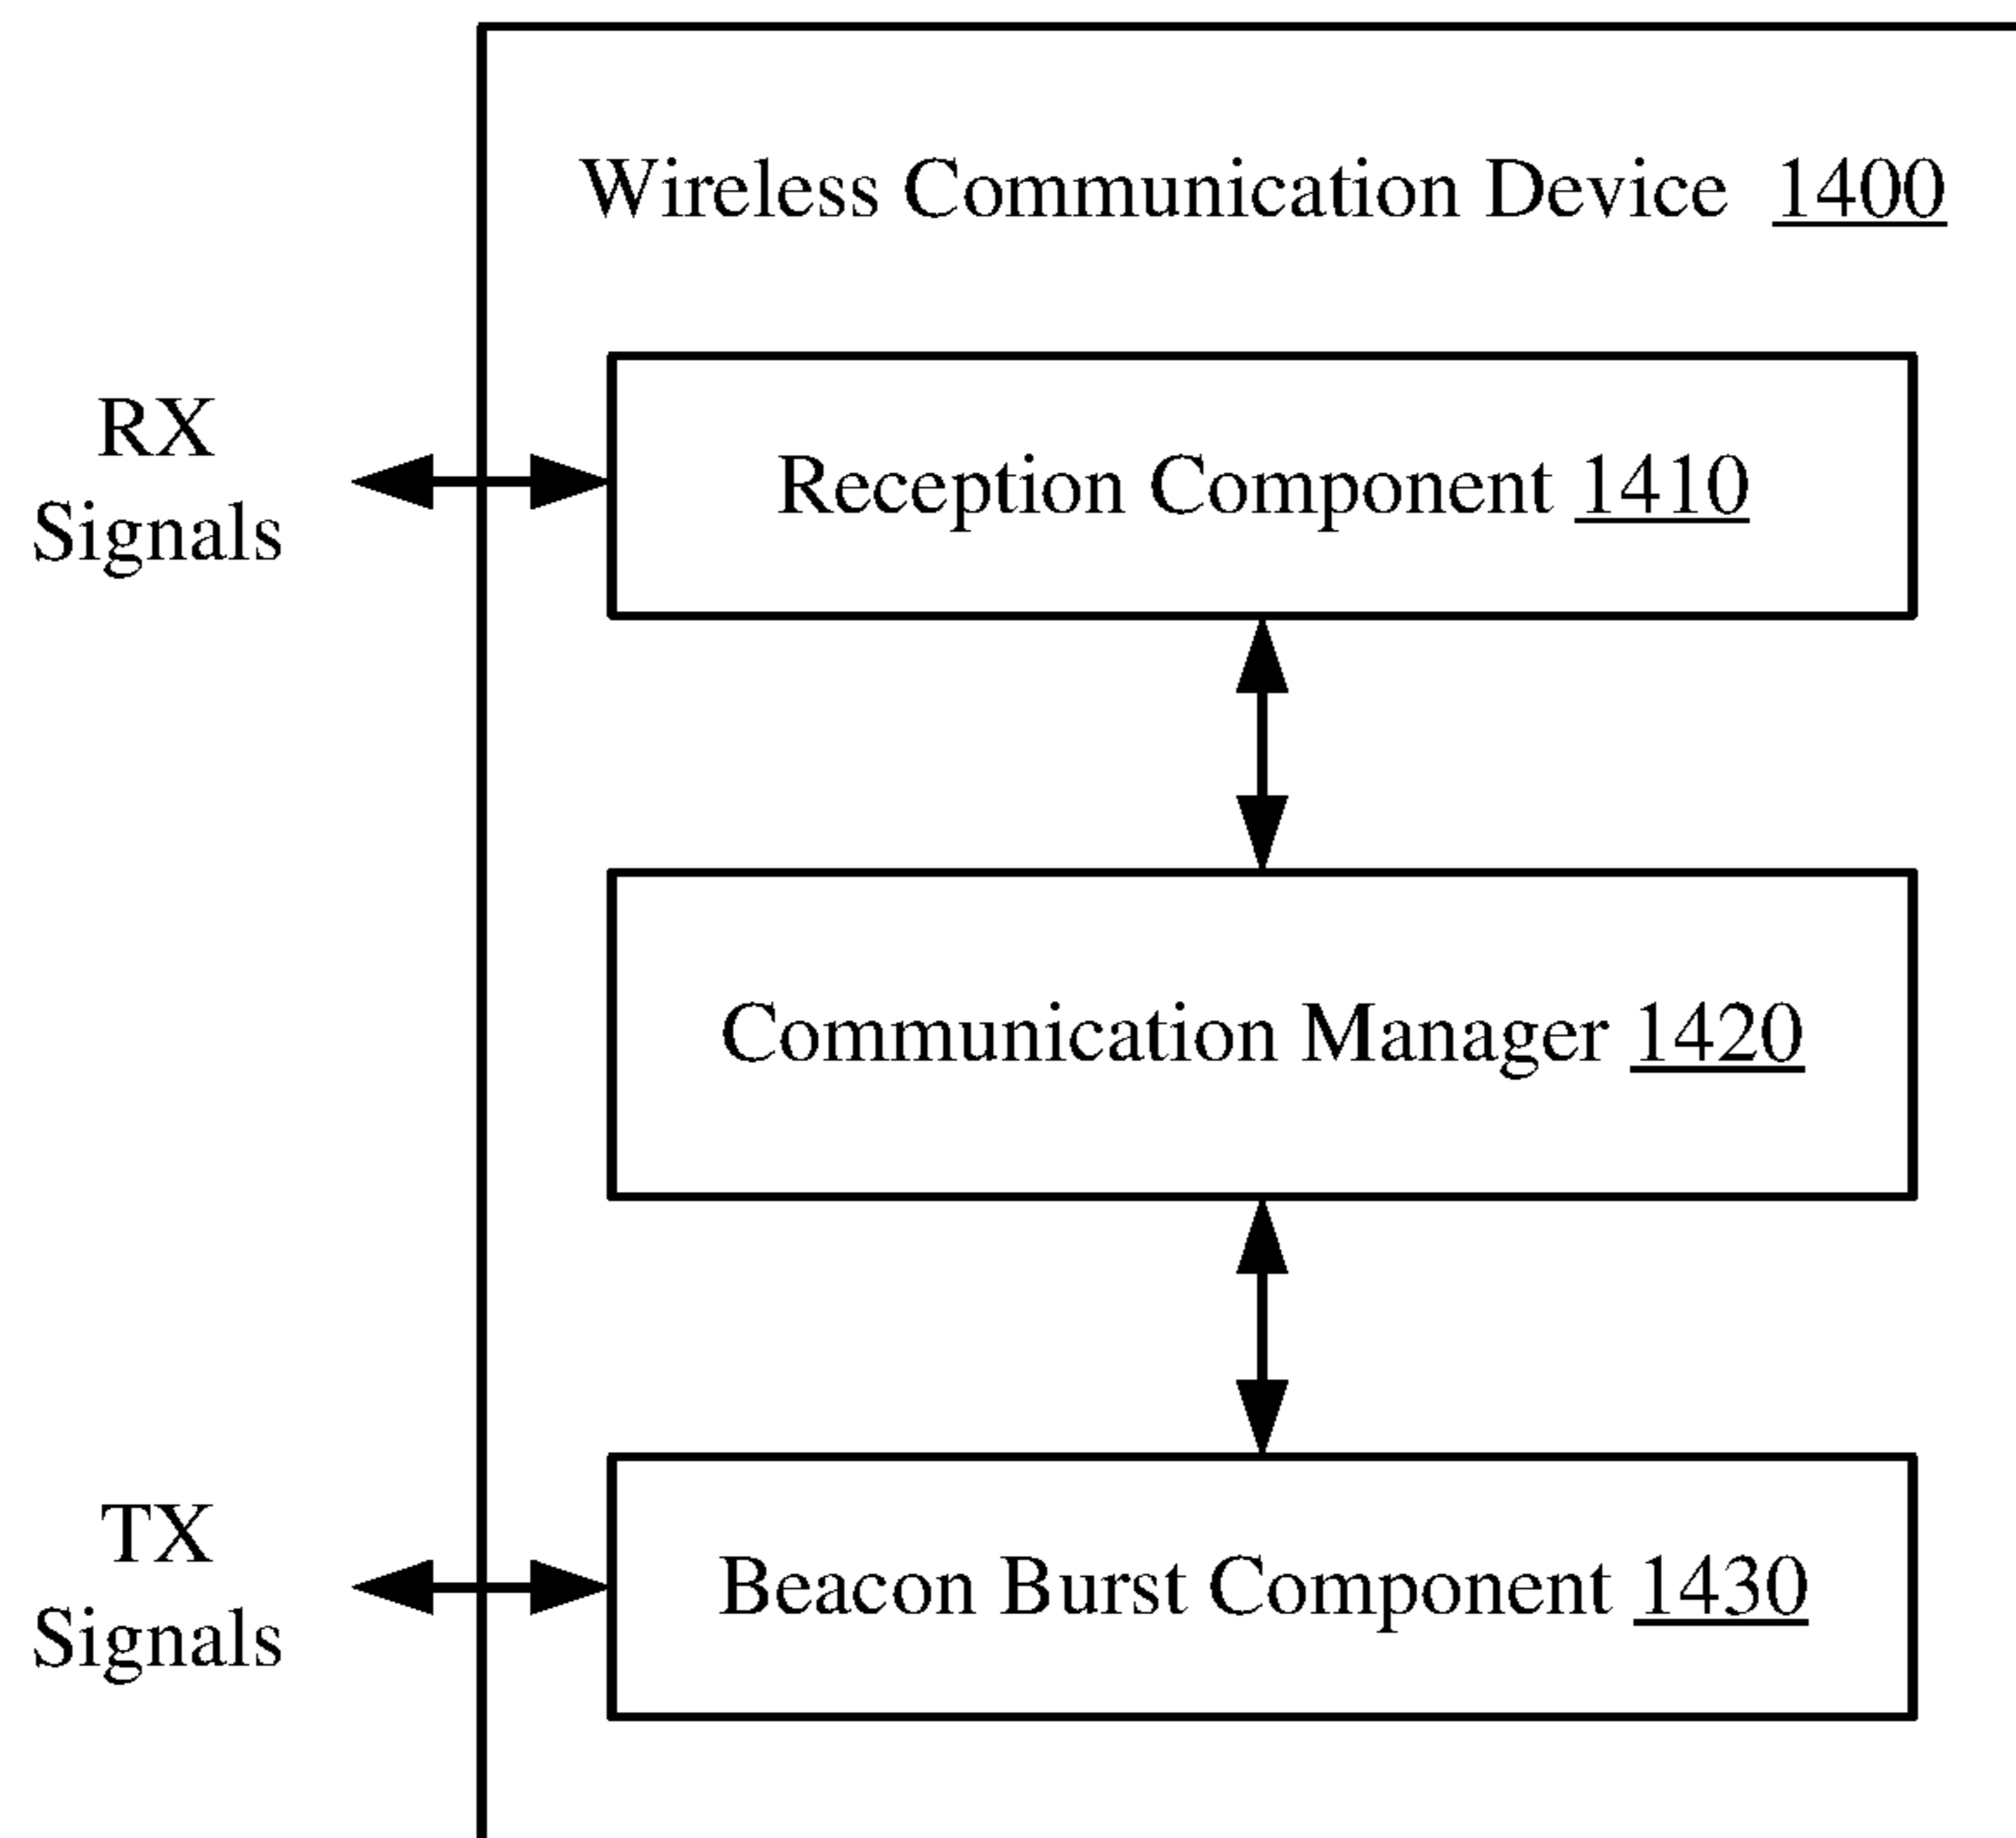 Wireless Communication Device 1400
RX
Signals
Reception Component 1410
Communication Manager 1420
TX
Signals
Beacon Burst Component 1430